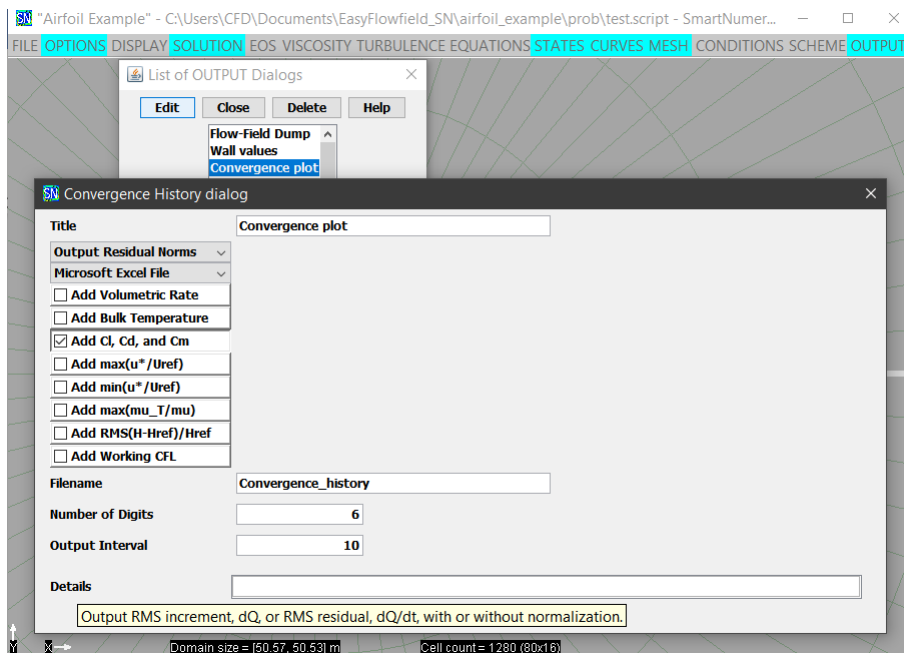 "Airfoil Example" - C:\Users\CFD\Documents\EasyFlowfield_SN\airfoil_example\prob\test.script - SmartNumer...
FILE OPTIONS DISPLAY SOLUTION EOS VISCOSITY TURBULENCE EQUATIONS STATES CURVES MESH CONDITIONS SCHEME OUTPUT
List of OUTPUT Dialogs
Edit Close Delete Help
Flow-Field Dump
Wall values
Convergence plot
SN Convergence History dialog
Title Convergence plot
Output Residual Norms
Microsoft Excel File
Add Volumetric Rate
Add Bulk Temperature
Add Cl, Cd, and Cm
Add max(u*/Uref)
Add min(u*/Uref)
Add max(mu_T/mu)
Add RMS(H-Href)/Href
Add Working CFL
Filename Convergence_history
Number of Digits 6
Output Interval 10
Details
Output RMS increment, dQ, or RMS residual, dQ/dt, with or without normalization.
Y X Domain size = [50.57, 50.53] m Cell count= 1280 (80x16)